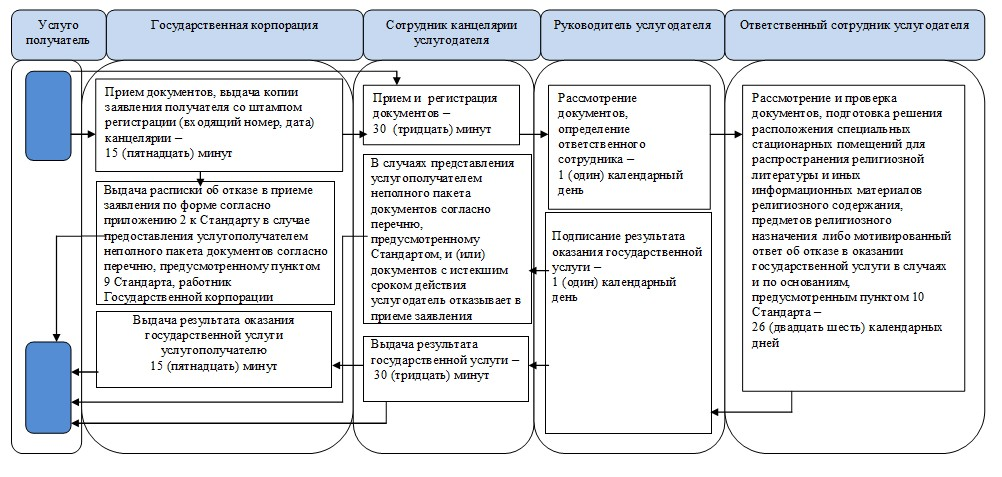 Услуго
получатель
Государственная корпорация
Сотрудник канцелярии
услугодателя
Руководитель услугодателя
Ответственный сотрудник услугодателя
Прием документов, выдача копии
заявления получателя со штампом
регистрации (входящий номер, дата)
канцелярии –
15 (пятнадцать) минут
Выдача расписки об отказе в приеме
заявления по форме согласно
приложению 2 к Стандарту в случае
предоставления услугополучателем
неполного пакета документов согласно
перечню, предусмотренному пунктом
9 Стандарта, работник
Государственной корпорации
Выдача результата оказания
государственной услуги
услугополучателю
15 (пятнадцать) минут
Прием и регистрация
документов –
30 (тридцать) минут
В случаях представления
услугополучателем
неполного пакета
документов согласно
перечню,
предусмотренному
Стандартом, и (или)
документов с истекшим
сроком действия
услугодатель отказывает в
приеме заявления
Выдача результата
государственной услуги –
30 (тридцать) минут
Рассмотрение
документов,
определение
ответственного
сотрудника –
1 (один) календарный
день
Подписание результата
оказания государственной
услуги –
1 (один) календарный
день
Рассмотрение и проверка
документов, подготовка решения
расположения специальных
стационарных помещений для
распространения религиозной
литературы и иных
информационных материалов
религиозного содержания,
предметов религиозного
назначения либо мотивированный
ответ об отказе в оказании
государственной услуги в случаях
и по основаниям,
предусмотренным пунктом 10
Стандарта –
26 (двадцать шесть) календарных
дней